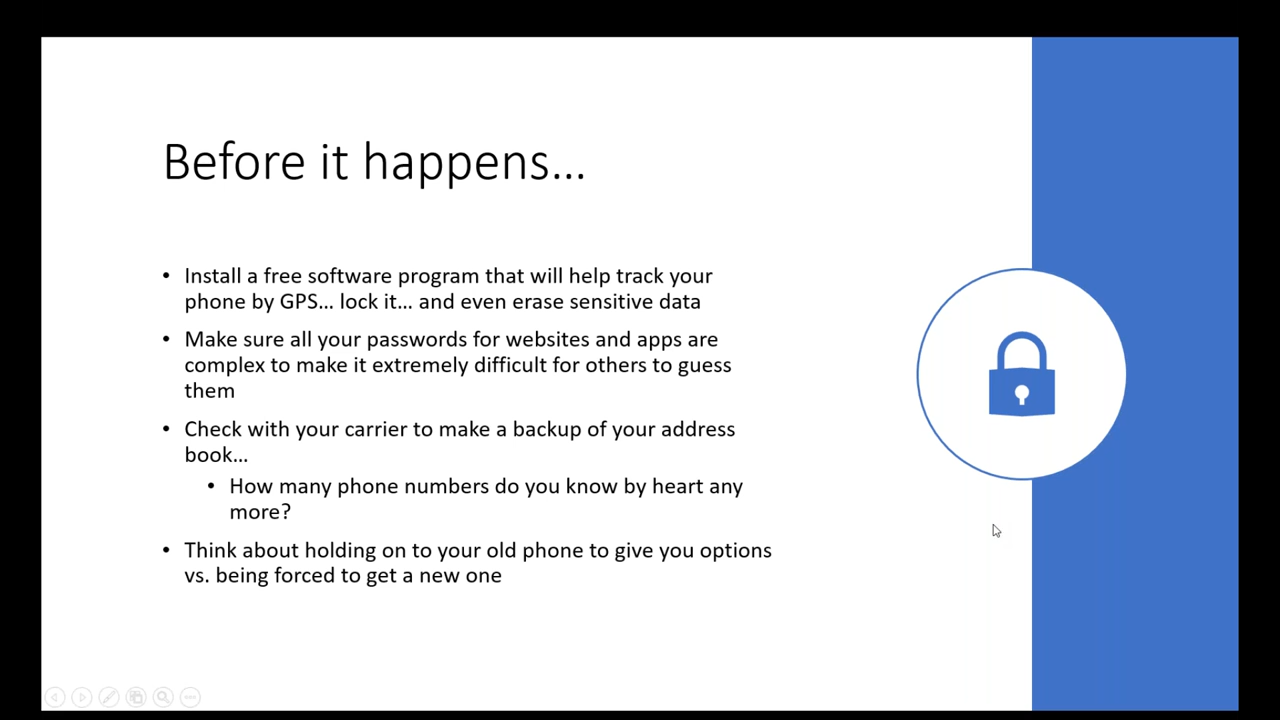 Before it happens...
• Install a free software program that will help track your
phone by GPS... lock it... and even erase sensitive data
• Make sure all your passwords for websites and apps are
complex to make it extremely difficult for others to guess
them
• Check with your carrier to make a backup of your address
book...
• How many phone numbers do you know by heart any
more?
• Think about holding on to your old phone to give you options
vs. being forced to get a new one